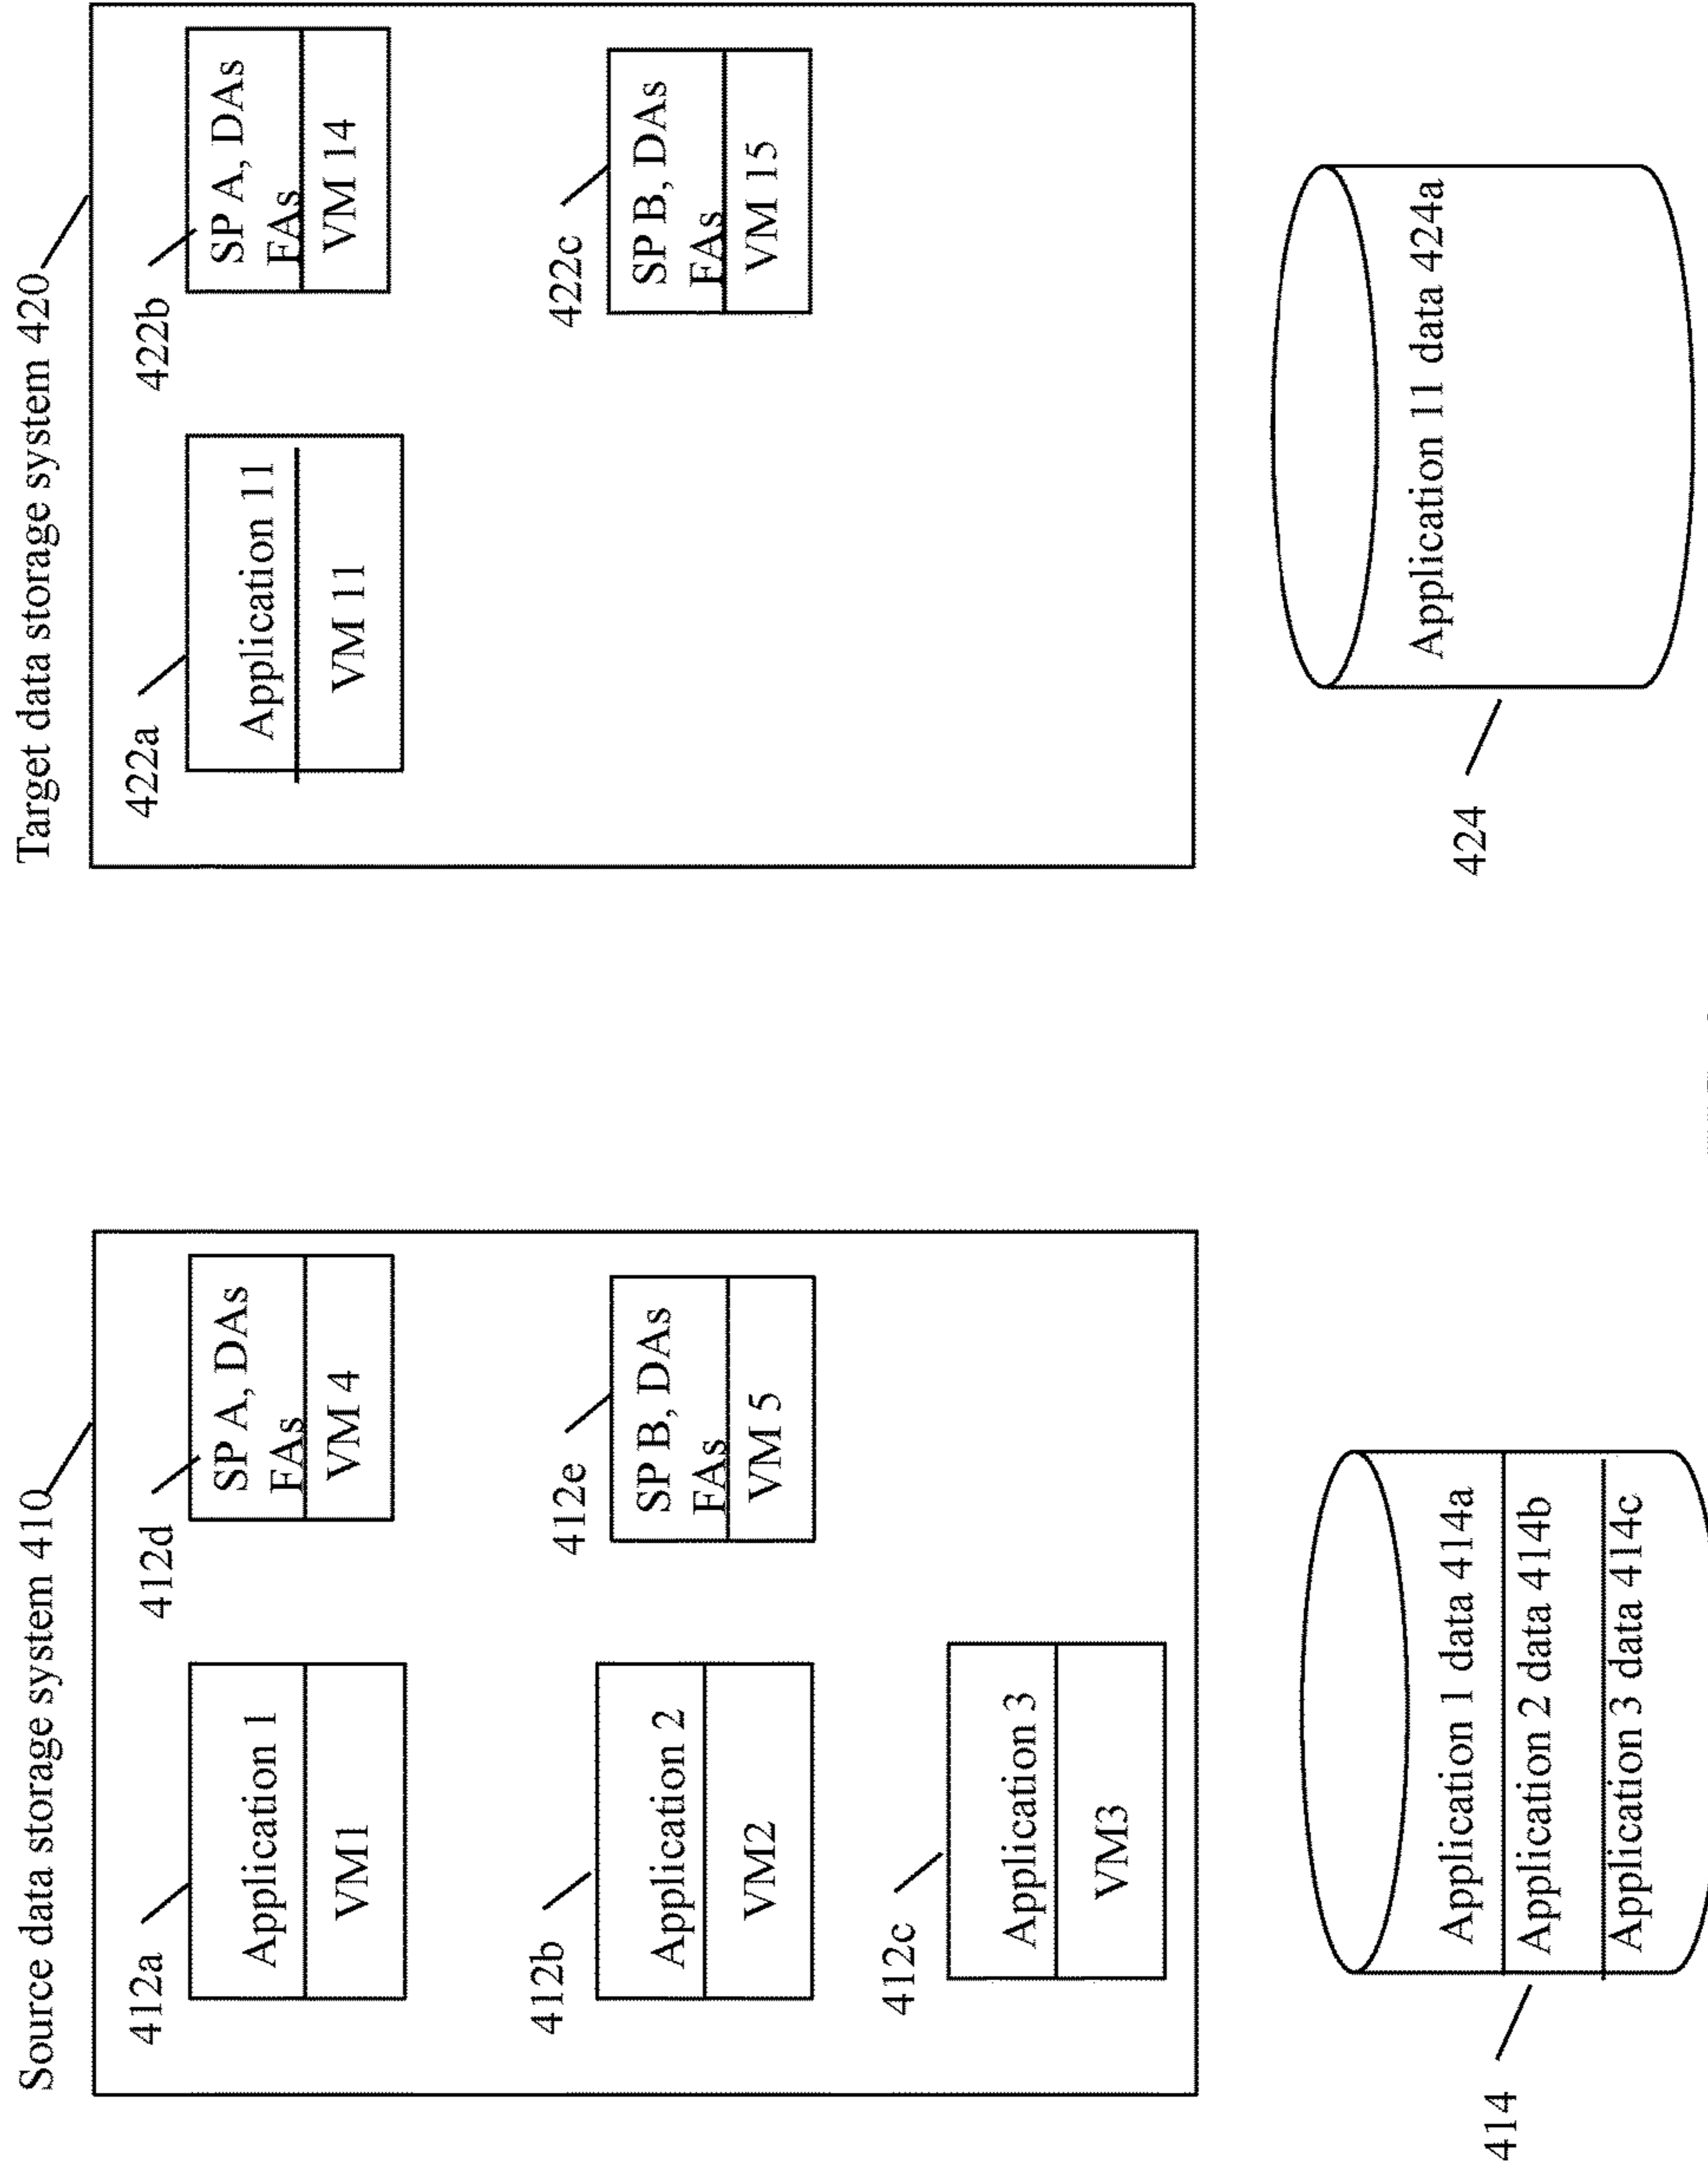 Source data storage system 410
412a
Application 1
VM1
412d
SP A, DAs
FAs
VM 4
412b
Application 2
VM2
412e
SP B, DAs
FAs
VM 5
412c
Application 3
VM3
414
Application 1 data 414a
Application 2 data 414b
Application 3 data 414c
Target data storage system 420
422a
Application 11
VM 11
422b
SP A, DAs
FAs
VM 14
422c
SP B, DAs
FAs
VM 15
424
Application 11 data 424a